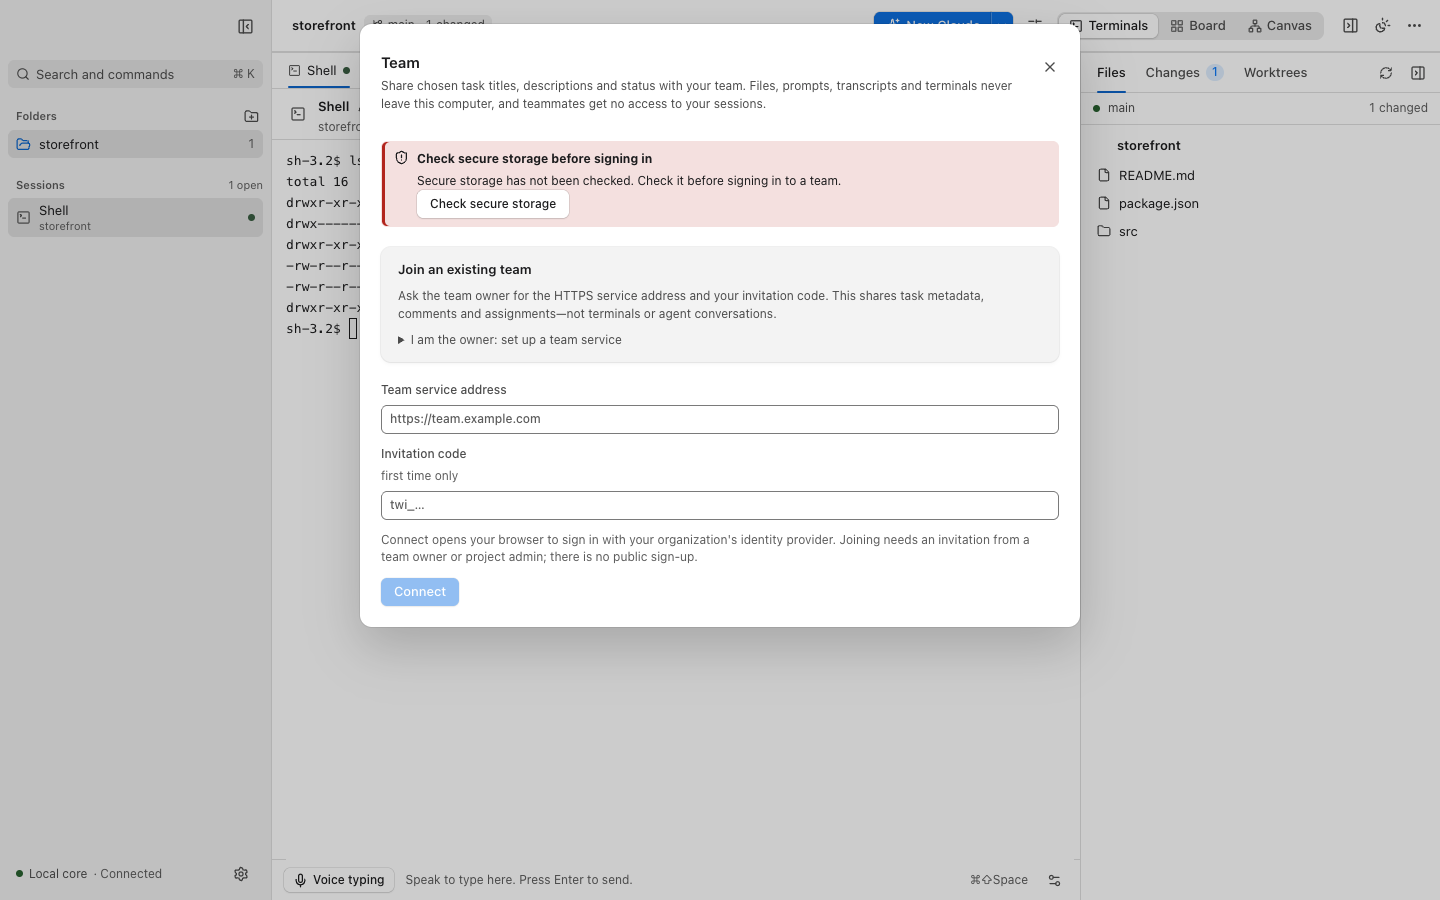 storefront
main · 1 changed
New Claude
Terminals
Board
Canvas
Search and commands
⌘ K
Folders
storefront
1
Sessions
1 open
Shell
storefront
Local core · Connected
Shell
Shell
sh-3.2$
total 16
sh-3.2$
Team
Share chosen task titles, descriptions and status with your team. Files, prompts, transcripts and terminals never
leave this computer, and teammates get no access to your sessions.
Check secure storage before signing in
Secure storage has not been checked. Check it before signing in to a team.
Check secure storage
Join an existing team
Ask the team owner for the HTTPS service address and your invitation code. This shares task metadata,
comments and assignments—not terminals or agent conversations.
I am the owner: set up a team service
Team service address
https://team.example.com
Invitation code
first time only
twi_...
Connect opens your browser to sign in with your organization's identity provider. Joining needs an invitation from a
team owner or project admin; there is no public sign-up.
Connect
Voice typing
Speak to type here. Press Enter to send.
⌘⇧Space
Files
Changes
1
Worktrees
main
1 changed
storefront
README.md
package.json
src